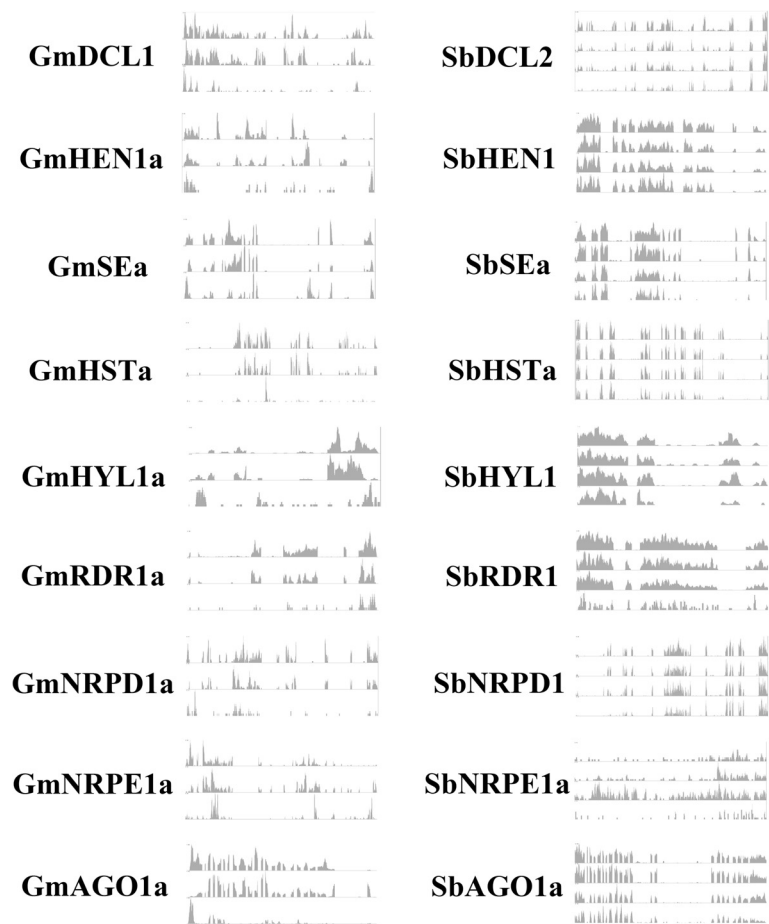 GmDCL1 SbDCL2
GmHEN1a SbHEN1
GmSEa SbSEa
GmHSTa SbHSTa
GmHYL1a SbHYL1
GmRDR1a SbRDR1
GmNRPD1a SbNRPD1
GmNRPE1a SbNRPE1a
GmAGO1a SbAGO1a